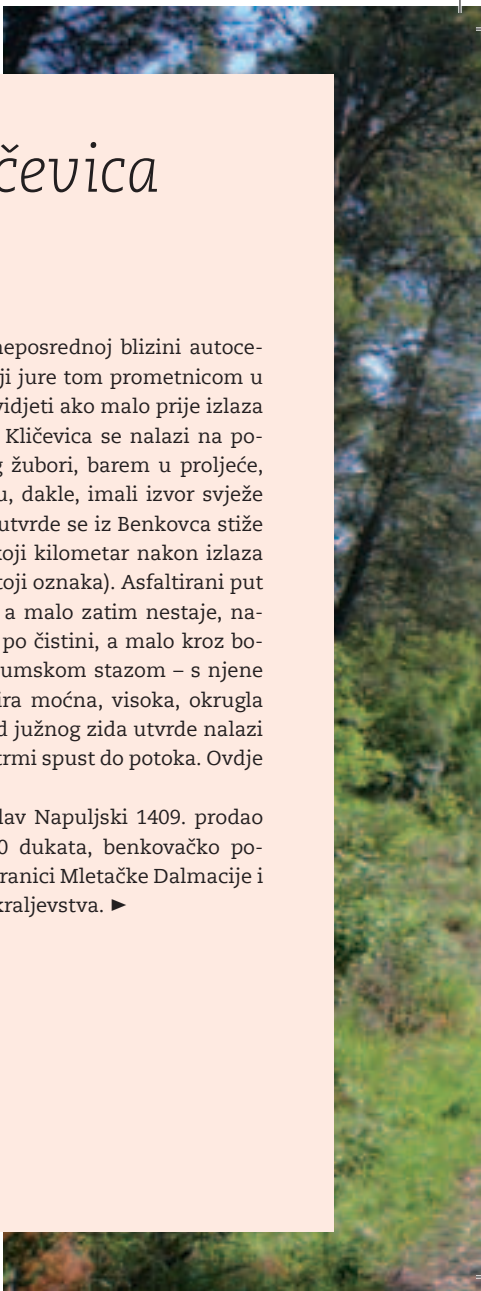 čevica
neposrednoj blizini autoce-
ji jure tom prometnicom u
vidjeti ako malo prije izlaza
Kličevica se nalazi na po-
g žubori, barem u proljeće,
u, dakle, imali izvor svježe
utvrde se iz Benkovca stiže
koji kilometar nakon izlaza
toji oznaka). Asfaltirani put
a malo zatim nestaje, na-
po čistini, a malo kroz bo-
umskom stazom – s njene
ira moćna, visoka, okrugla
d južnog zida utvrde nalazi
trmi spust do potoka. Ovdje
lav Napuljski 1409. prodao
0 dukata, benkovačko po-
ranici Mletačke Dalmacije i
kraljevstva. ►